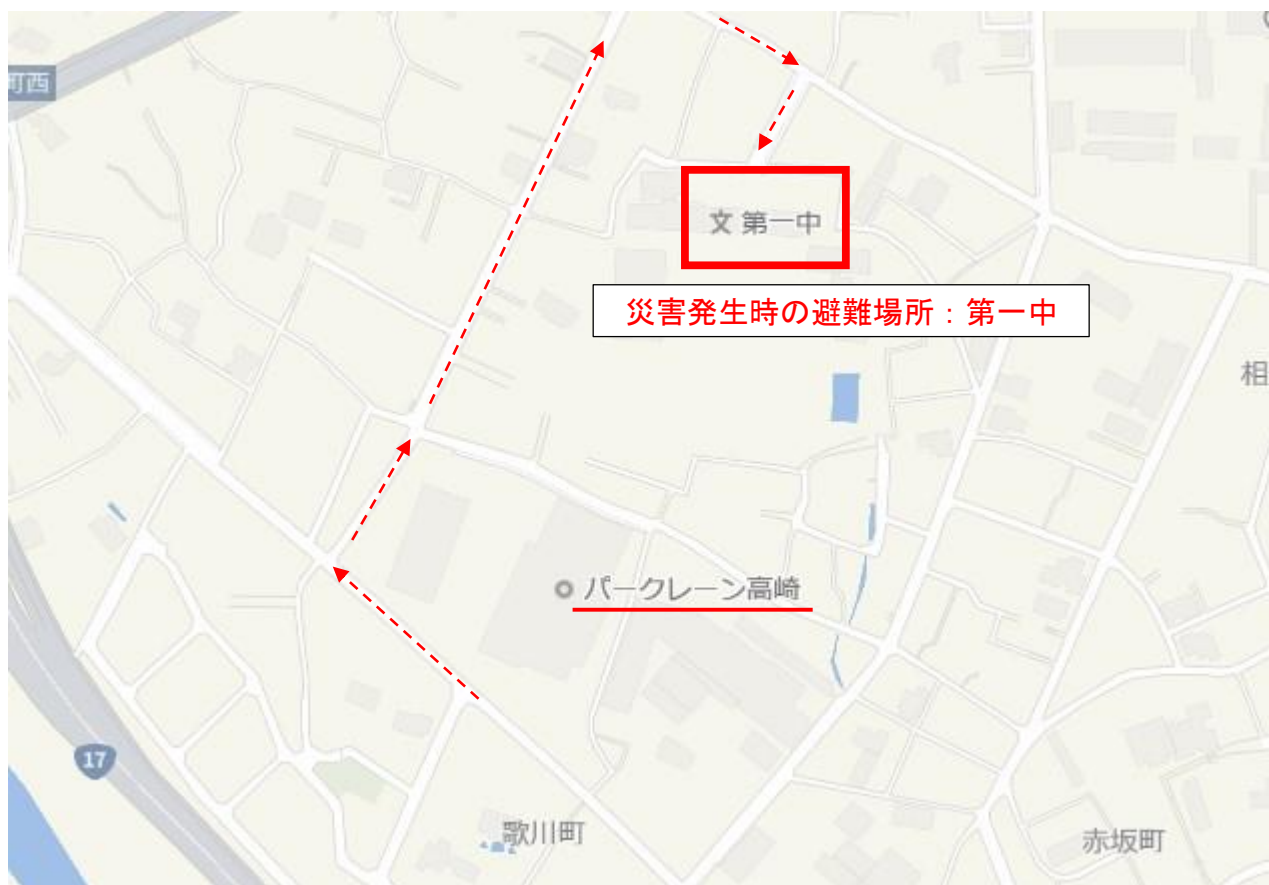 町西
文 第一中
災害発生時の避難場所：第一中
相
パークレーン高崎
17
歌川町
赤坂町